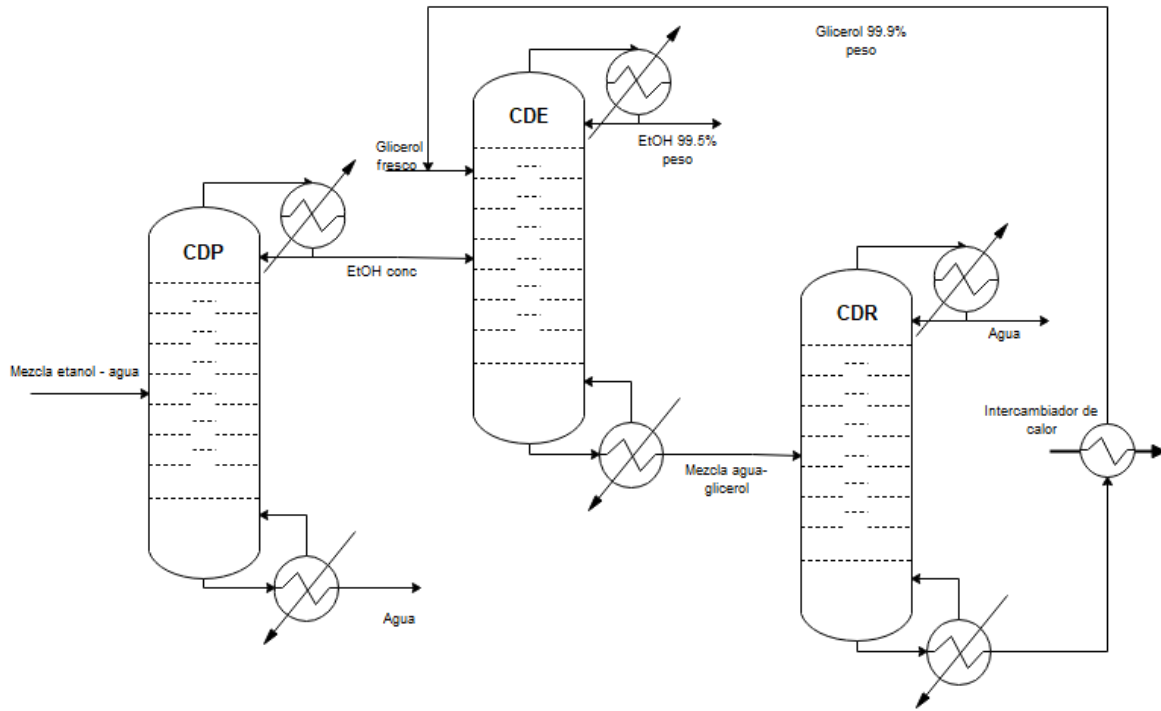 Glicerol 99.9%
peso
CDE
EtOH 99.5%
peso
Glicerol
fresco
CDP
EtOH conc
CDR
Agua
Mezcla etanol - agua
Intercambiador de
calor
Mezcla agua-
glicerol
Agua